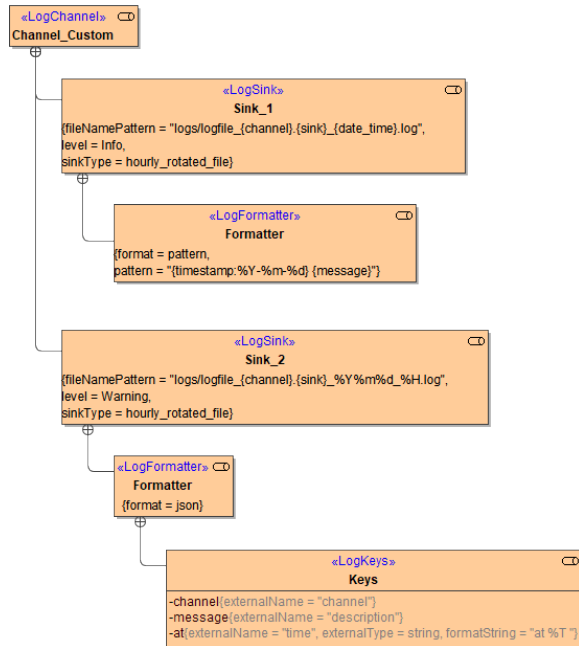 «LogChannel»
Channel_Custom
«LogSink»
Sink_1
{fileNamePattern = "logs/logfile_{channel}.{sink}_{date_time}.log",
level = Info,
sinkType = hourly_rotated_file}
«LogFormatter»
Formatter
{format = pattern,
pattern = "{timestamp:%Y-%m-%d} {message}"}
«LogSink»
Sink_2
{fileNamePattern = "logs/logfile_{channel}.{sink}_%Y%m%d_%H.log",
level = Warning,
sinkType = hourly_rotated_file}
«LogFormatter»
Formatter
{format = json}
«LogKeys»
Keys
-channel{externalName = "channel"}
-message{externalName = "description"}
-at{externalName = "time", externalType = string, formatString = "at %T "}